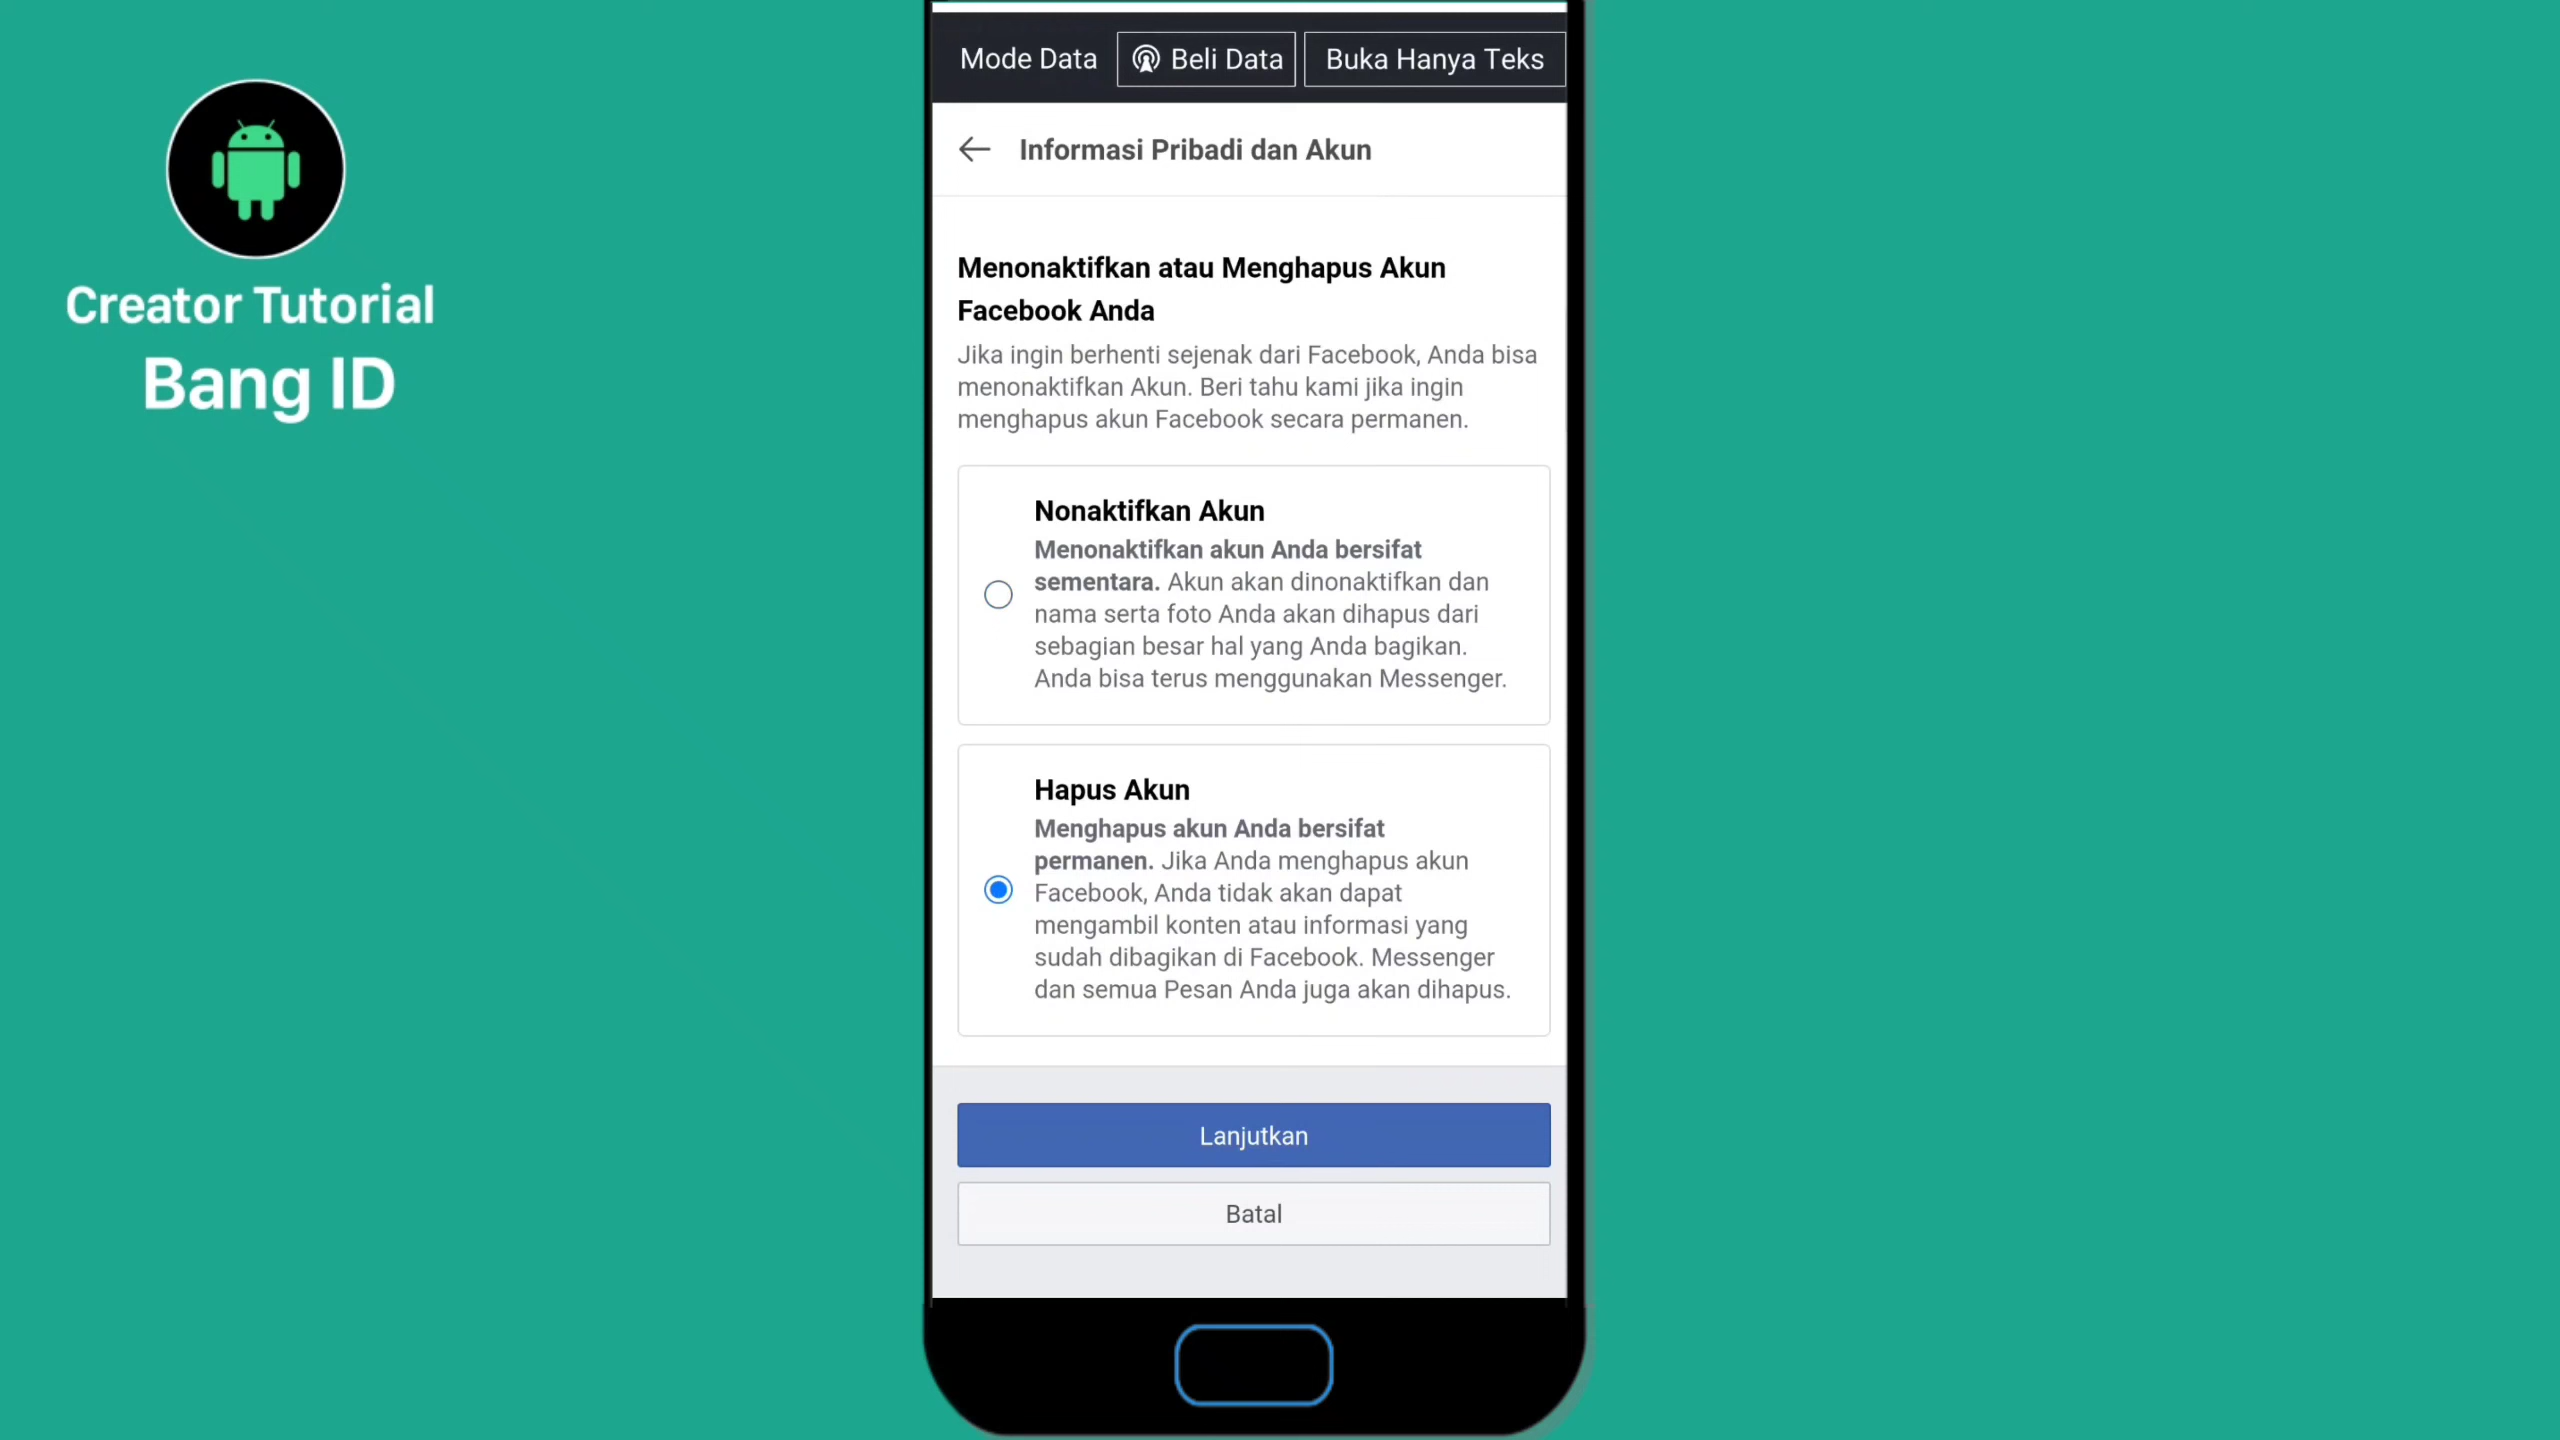 Creator Tutorial
Bang ID
Mode Data
Beli Data
Buka Hanya Teks
Informasi Pribadi dan Akun
Menonaktifkan atau Menghapus Akun
Facebook Anda
Jika ingin berhenti sejenak dari Facebook, Anda bisa
menonaktifkan Akun. Beri tahu kami jika ingin
menghapus akun Facebook secara permanen.
Nonaktifkan Akun
Menonaktifkan akun Anda bersifat
sementara. Akun akan dinonaktifkan dan
nama serta foto Anda akan dihapus dari
sebagian besar hal yang Anda bagikan.
Anda bisa terus menggunakan Messenger.
Hapus Akun
Menghapus akun Anda bersifat
permanen. Jika Anda menghapus akun
Facebook, Anda tidak akan dapat
mengambil konten atau informasi yang
sudah dibagikan di Facebook. Messenger
dan semua Pesan Anda juga akan dihapus.
Lanjutkan
Batal